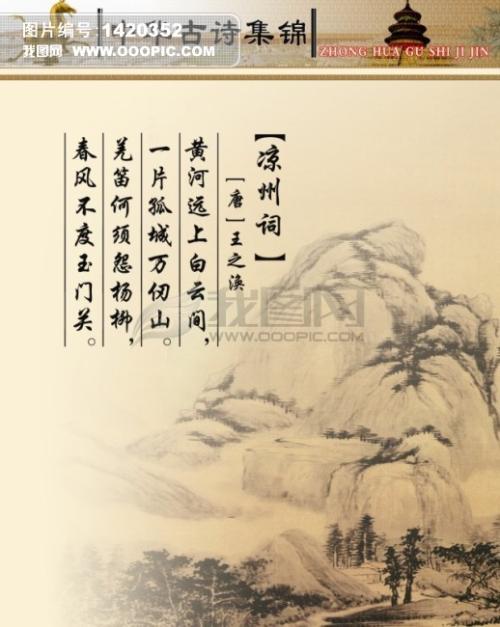 图片编号：1420352
我图网 WWW.OOOPIC.COM
古诗集锦
ZHONG HUA GU SHI JI JIN
【凉州词】
［唐］王之涣
黄河远上白云间，
一片孤城万仞山。
羌笛何须怨杨柳，
春风不度玉门关。
我图网
WWW.OOOPIC.COM